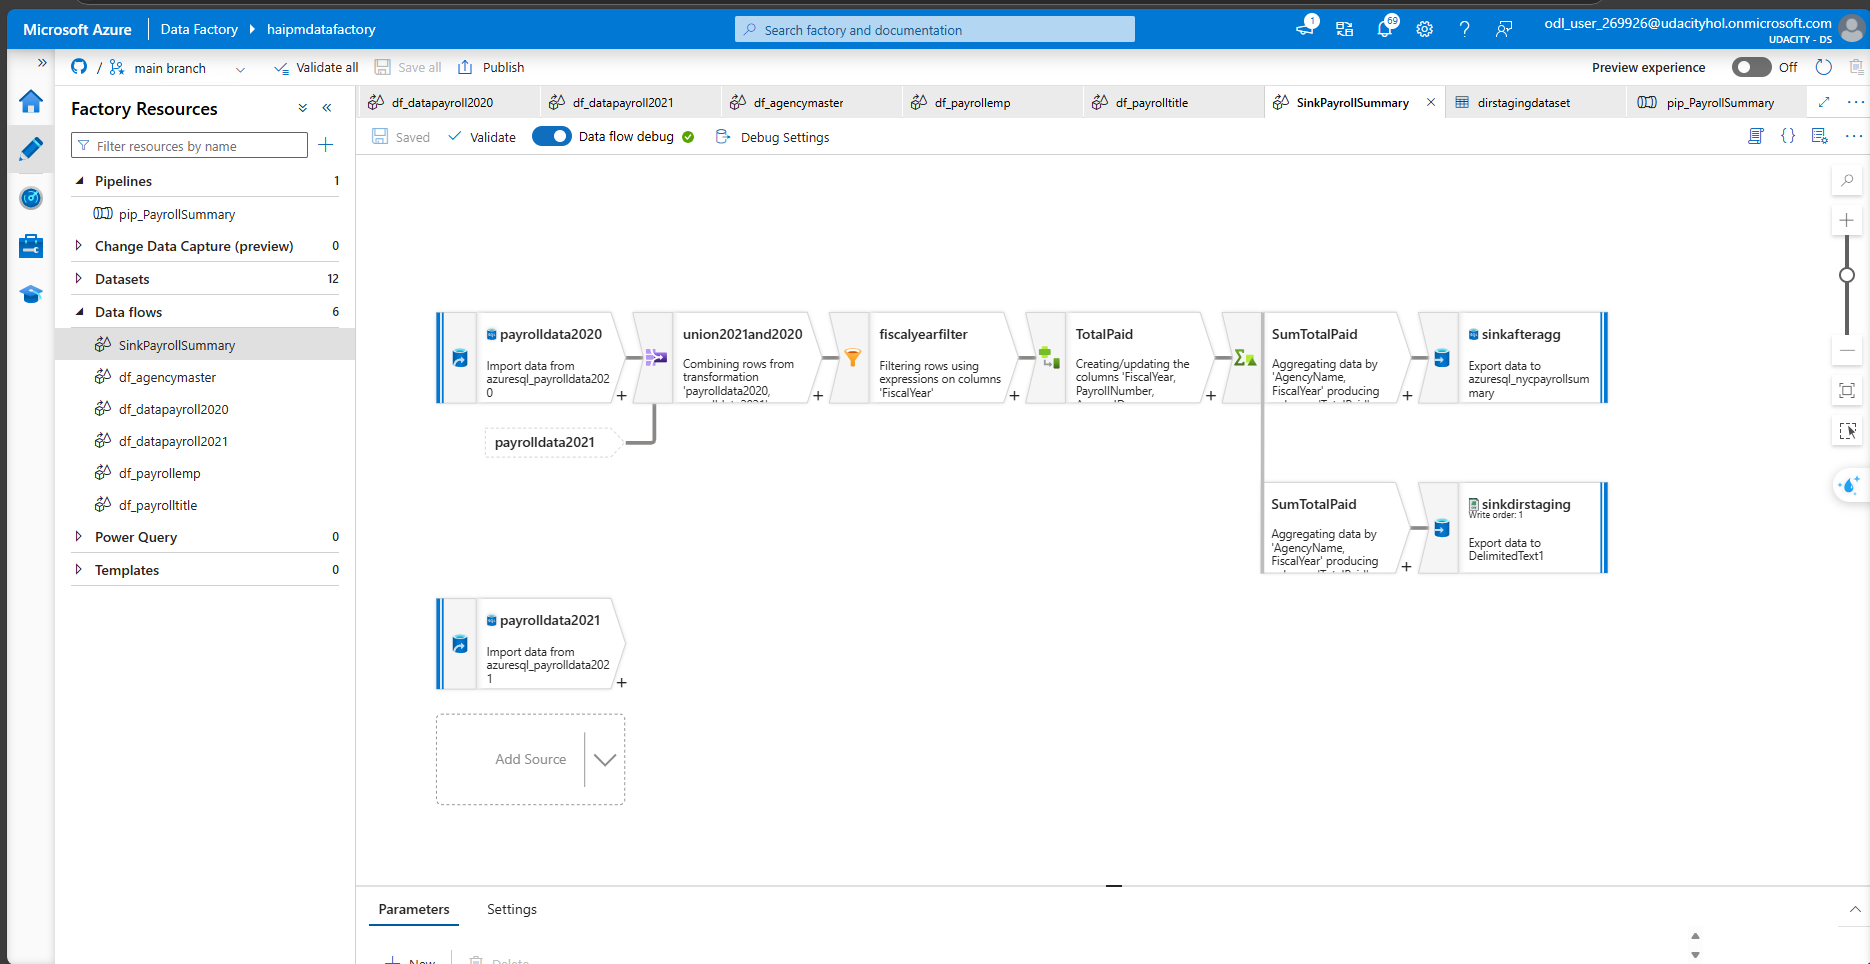 Microsoft Azure
Data Factory
haipmdatafactory
Search factory and documentation
1
69
odl_user_269926@udacityhol.onmicrosoft.com
UDACITY - DS
/
main branch
Validate all
Save all
Publish
Preview experience
Off
Factory Resources
Filter resources by name
Pipelines
1
pip_PayrollSummary
Change Data Capture (preview)
0
Datasets
12
Data flows
6
SinkPayrollSummary
df_agencymaster
df_datapayroll2020
df_datapayroll2021
df_payrollemp
df_payrolltitle
Power Query
0
Templates
0
df_datapayroll2020
df_datapayroll2021
df_agencymaster
df_payrollemp
df_payrolltitle
SinkPayrollSummary
dirstagingdataset
pip_PayrollSummary
Saved
Validate
Data flow debug
Debug Settings
payrolldata2020
Import data from
azuresql_payrolldata202
0
union2021and2020
Combining rows from
transformation
'payrolldata2020,
fiscalyearfilter
Filtering rows using
expressions on columns
'FiscalYear'
TotalPaid
Creating/updating the
columns 'FiscalYear,
PayrollNumber,
SumTotalPaid
Aggregating data by
'AgencyName,
FiscalYear' producing
sinkafteragg
Export data to
azuresql_nycpayrollsum
mary
payrolldata2021
SumTotalPaid
Aggregating data by
'AgencyName,
FiscalYear' producing
sinkdirstaging
Write order: 1
Export data to
DelimitedText1
payrolldata2021
Import data from
azuresql_payrolldata202
1
Add Source
Parameters
Settings
New
Delete